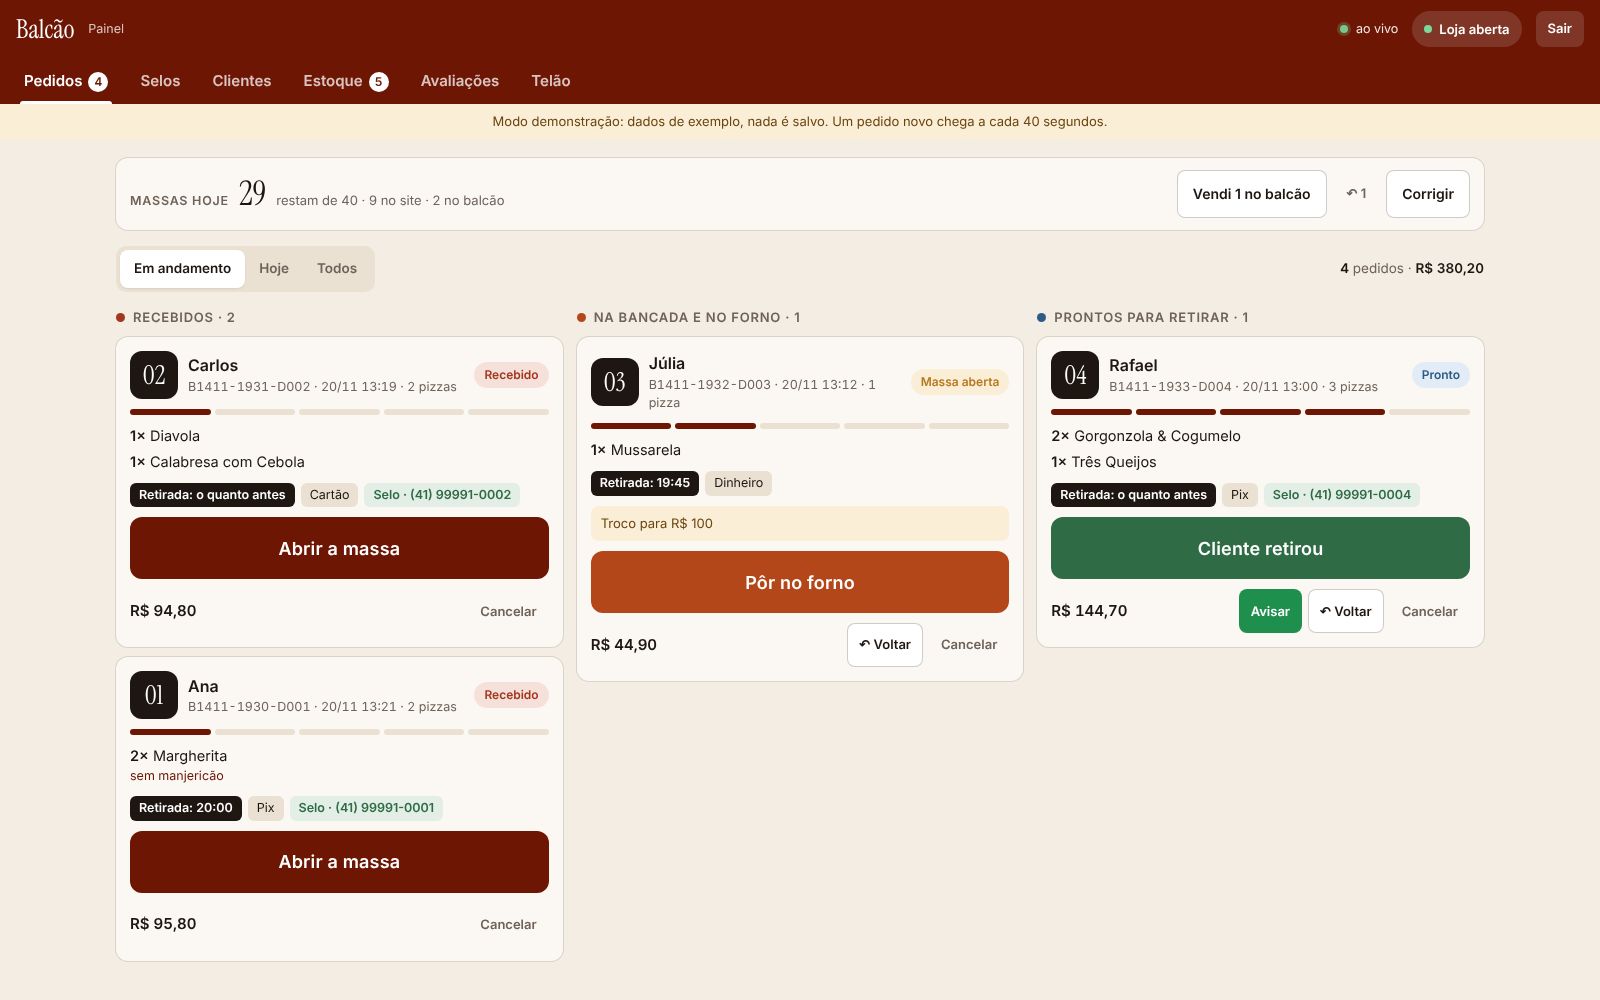 Balcão Painel ao vivo Loja aberta Sair
Pedidos 4 Selos Clientes Estoque 5 Avaliações Telão
Modo demonstração: dados de exemplo, nada é salvo. Um pedido novo chega a cada 40 segundos.
MASSAS HOJE 29 restam de 40 · 9 no site · 2 no balcão Vendi 1 no balcão ↶ 1 Corrigir
Em andamento Hoje Todos 4 pedidos · R$ 380,20
RECEBIDOS · 2
02 Carlos Recebido
B1411-1931-D002 · 20/11 13:19 · 2 pizzas
1× Diavola
1× Calabresa com Cebola
Retirada: o quanto antes Cartão Selo · (41) 99991-0002
Abrir a massa
R$ 94,80 Cancelar
01 Ana Recebido
B1411-1930-D001 · 20/11 13:21 · 2 pizzas
2× Margherita
sem manjericão
Retirada: 20:00 Pix Selo · (41) 99991-0001
Abrir a massa
R$ 95,80 Cancelar
NA BANCADA E NO FORNO · 1
03 Júlia Massa aberta
B1411-1932-D003 · 20/11 13:12 · 1
pizza
1× Mussarela
Retirada: 19:45 Dinheiro
Troco para R$ 100
Pôr no forno
R$ 44,90 ↶ Voltar Cancelar
PRONTOS PARA RETIRAR · 1
04 Rafael Pronto
B1411-1933-D004 · 20/11 13:00 · 3 pizzas
2× Gorgonzola & Cogumelo
1× Três Queijos
Retirada: o quanto antes Pix Selo · (41) 99991-0004
Cliente retirou
R$ 144,70 Avisar ↶ Voltar Cancelar